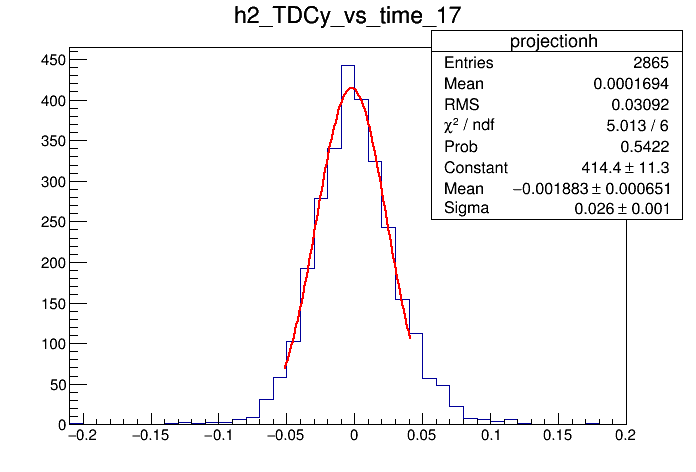 h2_TDCy_vs_time_17
projectionh
Entries 2865
Mean 0.0001694
RMS 0.03092
χ² / ndf 5.013 / 6
Prob 0.5422
Constant 414.4 ± 11.3
Mean −0.001883 ± 0.000651
Sigma 0.026 ± 0.001
450
400
350
300
250
200
150
100
50
0
−0.2 −0.15 −0.1 −0.05 0 0.05 0.1 0.15 0.2